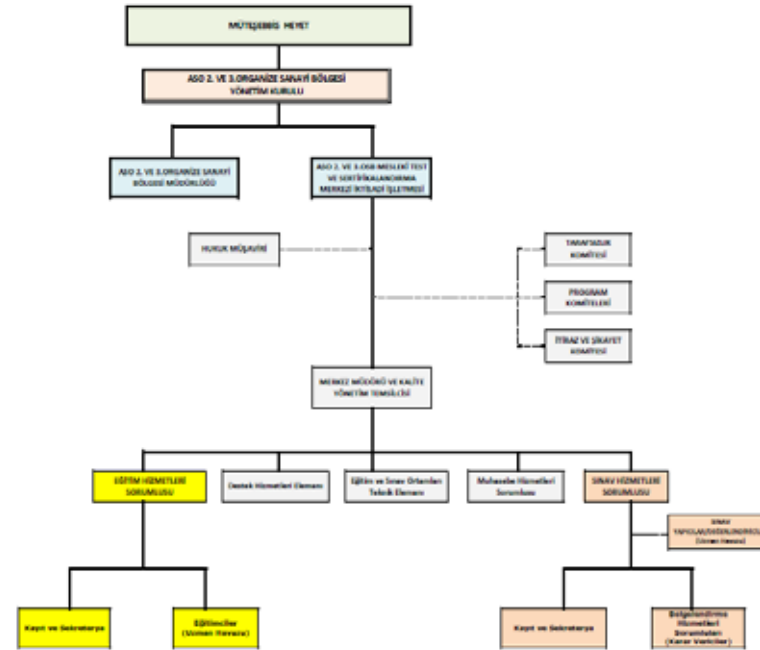 MÜTEŞEBBİS HEYET
ASO 2. VE 3.ORGANİZE SANAYİ BÖLGESİ
YÖNETİM KURULU
ASO 2. VE 3.ORGANİZE SANAYİ
BÖLGESİ MÜDÜRLÜĞÜ
ASO 2. VE 3.OSB MESLEKİ TEST
VE SERTİFİKALANDIRMA
MERKEZİ İKTİSADİ İŞLETMESİ
HUKUK MÜŞAVİRİ
TARAFSIZLIK
KOMİTESİ
PROGRAM
KOMİTELERİ
İTİRAZ VE ŞİKAYET
KOMİTESİ
MERKEZ MÜDÜRÜ VE KALİTE
YÖNETİM TEMSİLCİSİ
EĞİTİM HİZMETLERİ
SORUMLUSU
Destek Hizmetleri Elemanı
Eğitim ve Sınav Ortamları
Teknik Elemanı
Muhasebe Hizmetleri
Sorumlusu
SINAV HİZMETLERİ
SORUMLUSU
SINAV
(Uzman Havuzu)
Kayıt ve Sekreterya
Eğitimciler
(Uzman Havuzu)
Kayıt ve Sekreterya
Belgelendirme
Hizmetleri
Sorumluları
(Karar Vericiler)